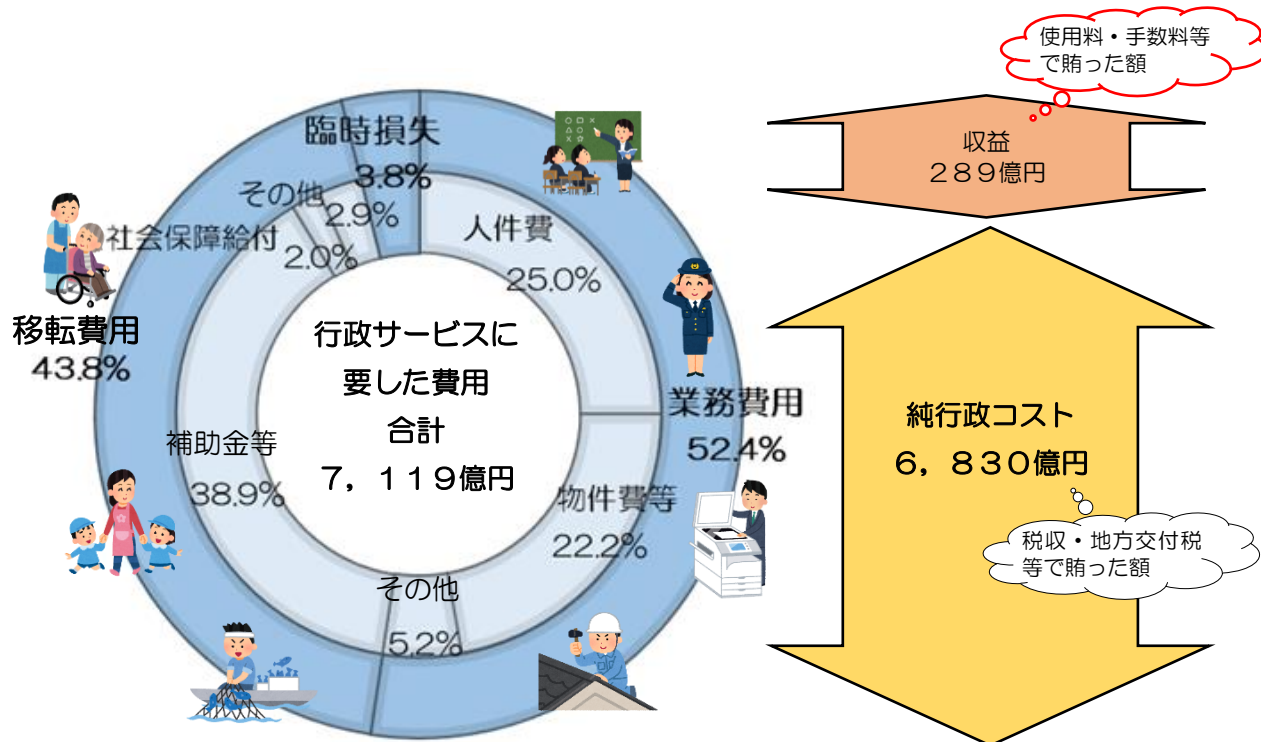 使用料・手数料等
で賄った額
収益
289億円
臨時損失
3.8%
その他
2.9%
社会保障給付
2.0%
人件費
25.0%
移転費用
43.8%
行政サービスに
要した費用
合計
7,119億円
業務費用
52.4%
純行政コスト
6,830億円
補助金等
38.9%
物件費等
22.2%
その他
5.2%
税収・地方交付税
等で賄った額